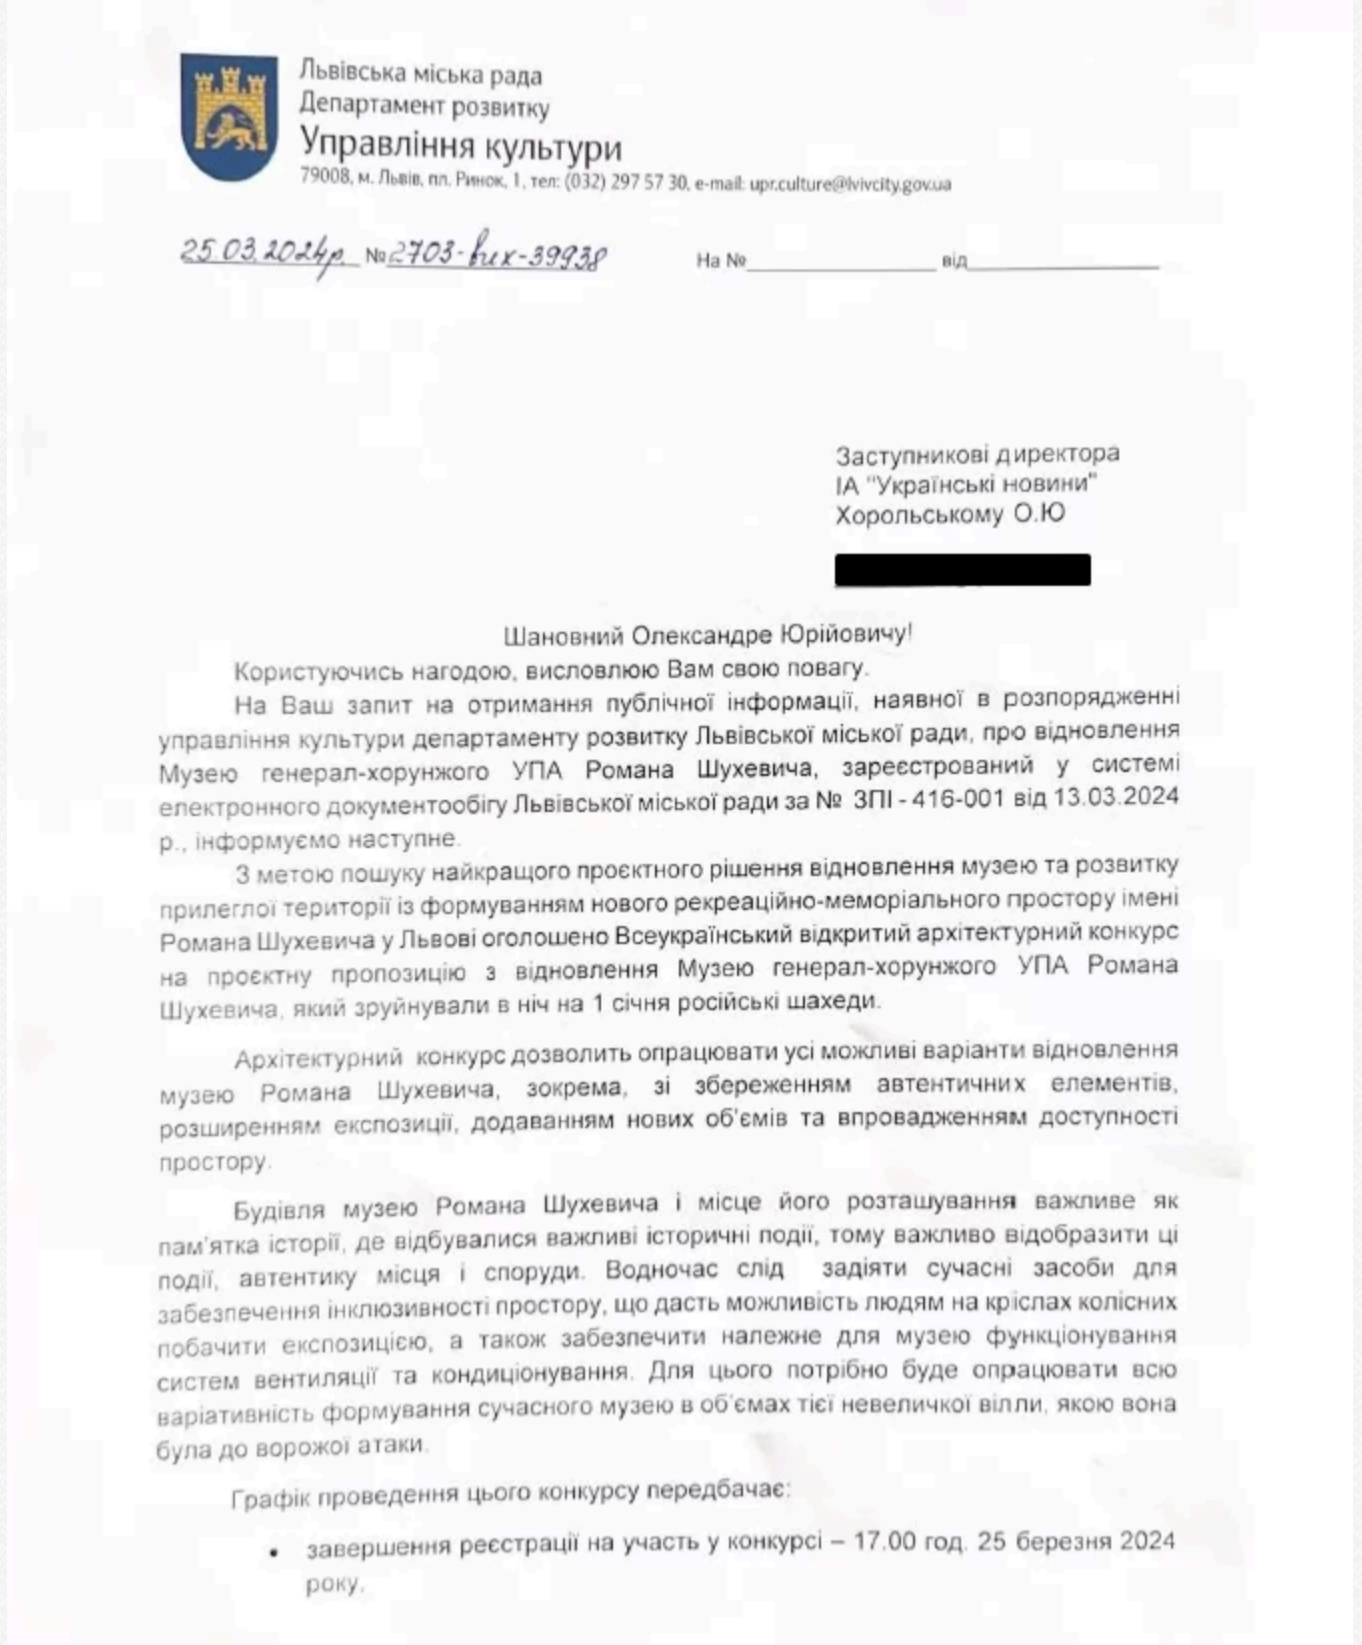 Львівська міська рада
Департамент розвитку
Управління культури
79008, м. Львів, пл. Ринок, 1, тел: (032) 297 57 30, e-mail: upr.culture@lvivcity.gov.ua
25.03.2024р. №2703-вих-39938 На №____________ від____________
Заступникові директора
ІА "Українські новини"
Хорольському О.Ю
Шановний Олександре Юрійовичу!
Користуючись нагодою, висловлюю Вам свою повагу.
На Ваш запит на отримання публічної інформації, наявної в розпорядженні
управління культури департаменту розвитку Львівської міської ради, про відновлення
Музею генерал-хорунжого УПА Романа Шухевича, зареєстрований у системі
електронного документообігу Львівської міської ради за № ЗПІ - 416-001 від 13.03.2024
р., інформуємо наступне.
З метою пошуку найкращого проєктного рішення відновлення музею та розвитку
прилеглої території із формуванням нового рекреаційно-меморіального простору імені
Романа Шухевича у Львові оголошено Всеукраїнський відкритий архітектурний конкурс
на проєктну пропозицію з відновлення Музею генерал-хорунжого УПА Романа
Шухевича, який зруйнували в ніч на 1 січня російські шахеди.
Архітектурний конкурс дозволить опрацювати усі можливі варіанти відновлення
музею Романа Шухевича, зокрема, зі збереженням автентичних елементів,
розширенням експозиції, додаванням нових об'ємів та впровадженням доступності
простору.
Будівля музею Романа Шухевича і місце його розташування важливе як
пам'ятка історії, де відбувалися важливі історичні події, тому важливо відобразити ці
події, автентику місця і споруди. Водночас слід задіяти сучасні засоби для
забезпечення інклюзивності простору, що дасть можливість людям на кріслах колісних
побачити експозицією, а також забезпечити належне для музею функціонування
систем вентиляції та кондиціонування. Для цього потрібно буде опрацювати всю
варіативність формування сучасного музею в об'ємах тієї невеличкої вілли, якою вона
була до ворожої атаки.
Графік проведення цього конкурсу передбачає:
• завершення реєстрації на участь у конкурсі – 17.00 год. 25 березня 2024
року.